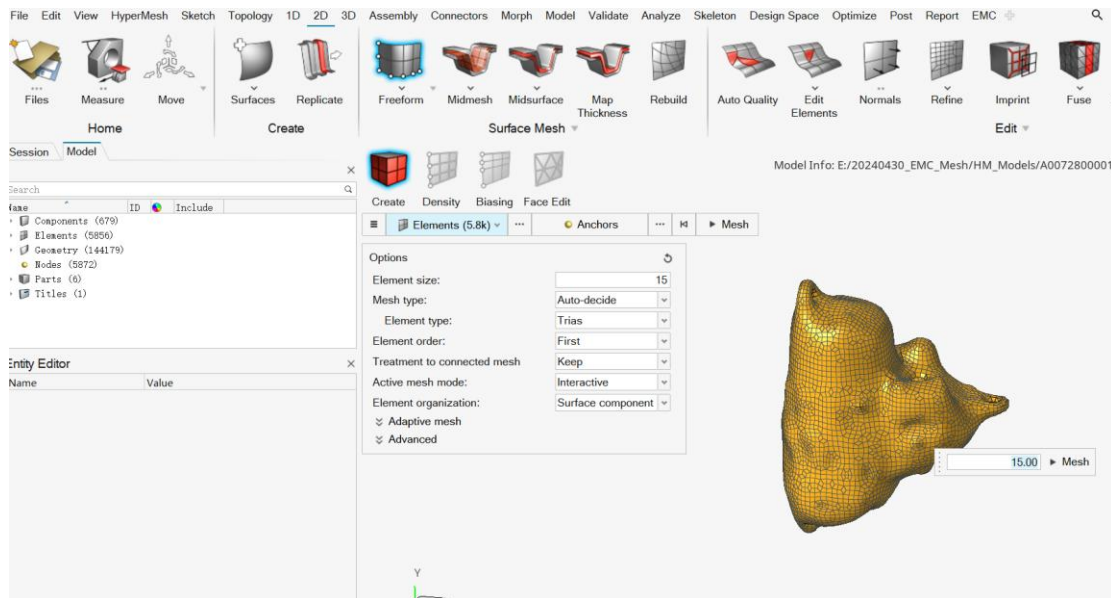 File Edit View HyperMesh Sketch Topology 1D 2D 3D Assembly Connectors Morph Model Validate Analyze Skeleton Design Space Optimize Post Report EMC
Files Measure Move Surfaces Replicate Freeform Midmesh Midsurface Map Thickness Rebuild Auto Quality Edit Elements Normals Refine Imprint Fuse
Home Create Surface Mesh Edit
Session Model
Model Info: E:/20240430_EMC_Mesh/HM_Models/A0072800001
Search
Name ID Include
Components (679)
Elements (5856)
Geometry (144179)
Nodes (5872)
Parts (6)
Titles (1)
Entity Editor
Name Value
Create Density Biasing Face Edit
Elements (5.8k) Anchors Mesh
Options
Element size: 15
Mesh type: Auto-decide
Element type: Trias
Element order: First
Treatment to connected mesh Keep
Active mesh mode: Interactive
Element organization: Surface component
Adaptive mesh
Advanced
15.00 Mesh
Y